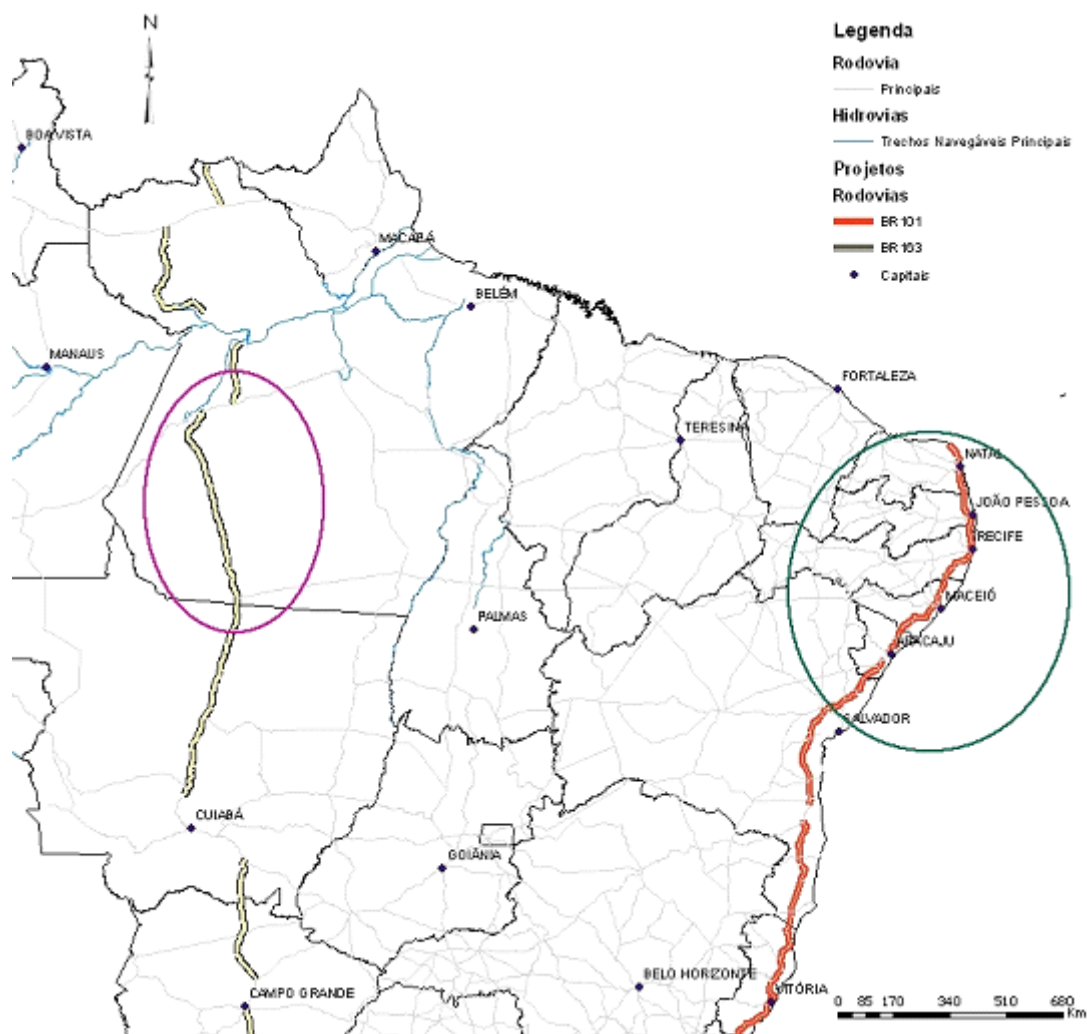 N
Legenda
Rodovia
Principais
Hidrovias
Trechos Navegáveis Principais
Projetos
Rodovias
BR 101
BR 163
Capitais
BOA VISTA
MACABÁ
BELÉM
MANAUS
FORTALEZA
TERESINA
NATAL
JOÃO PESSOA
RECIFE
MACEIÓ
PALMAS
ARACAJU
SALVADOR
CUIABÁ
GOIÂNIA
BELO HORIZONTE
CAMPO GRANDE
VITÓRIA
0 85 170 340 510 680
Km